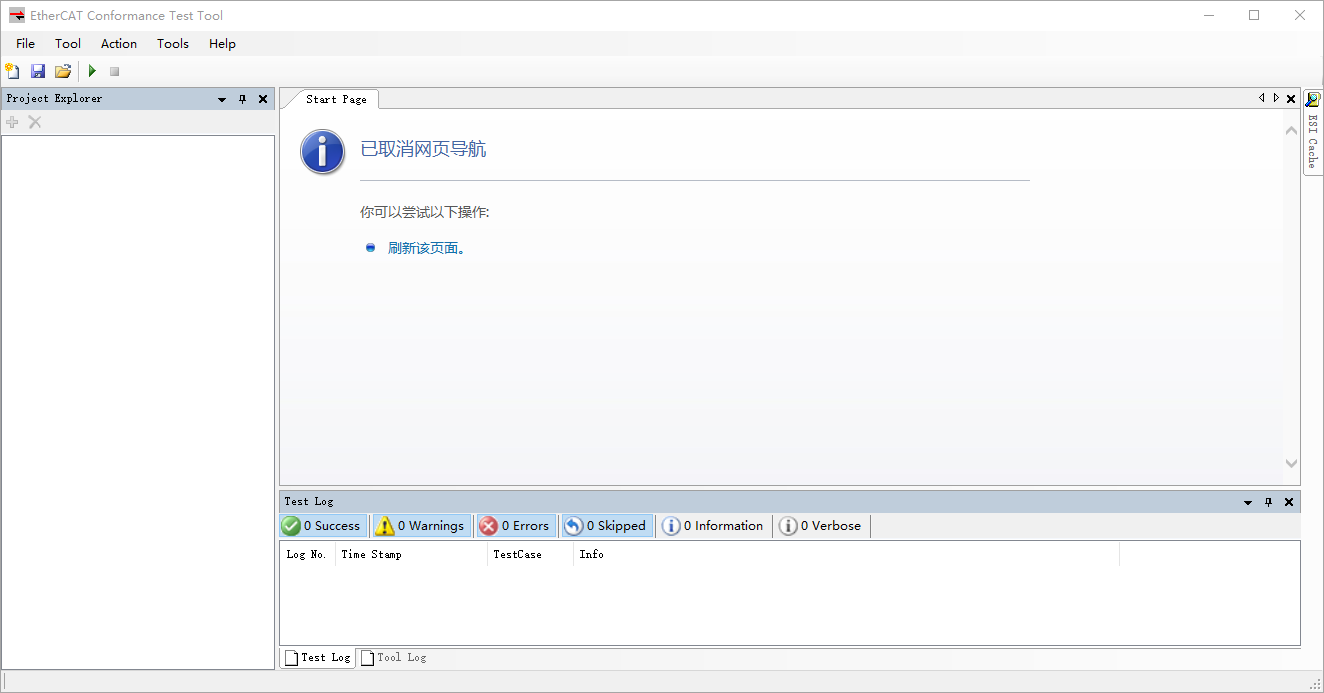 EtherCAT Conformance Test Tool
File Tool Action Tools Help
Project Explorer
Start Page
已取消网页导航
你可以尝试以下操作:
刷新该页面。
ESI Cache
Test Log
0 Success 0 Warnings 0 Errors 0 Skipped 0 Information 0 Verbose
Log No. Time Stamp TestCase Info
Test Log Tool Log